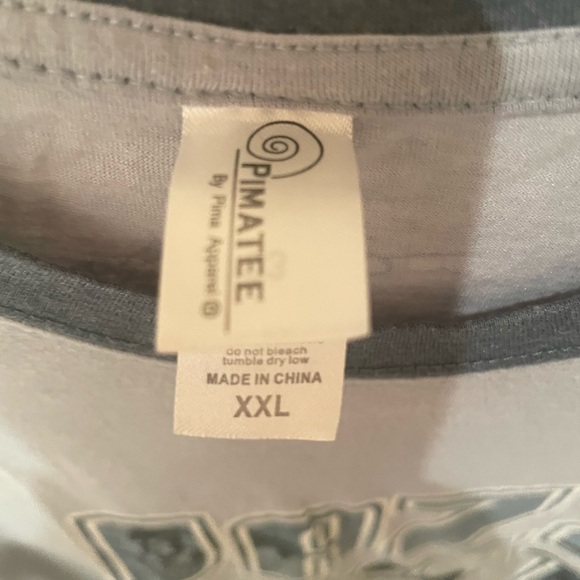 PIMATEE
By Pima Apparel ®
do not bleach
tumble dry low
MADE IN CHINA
XXL